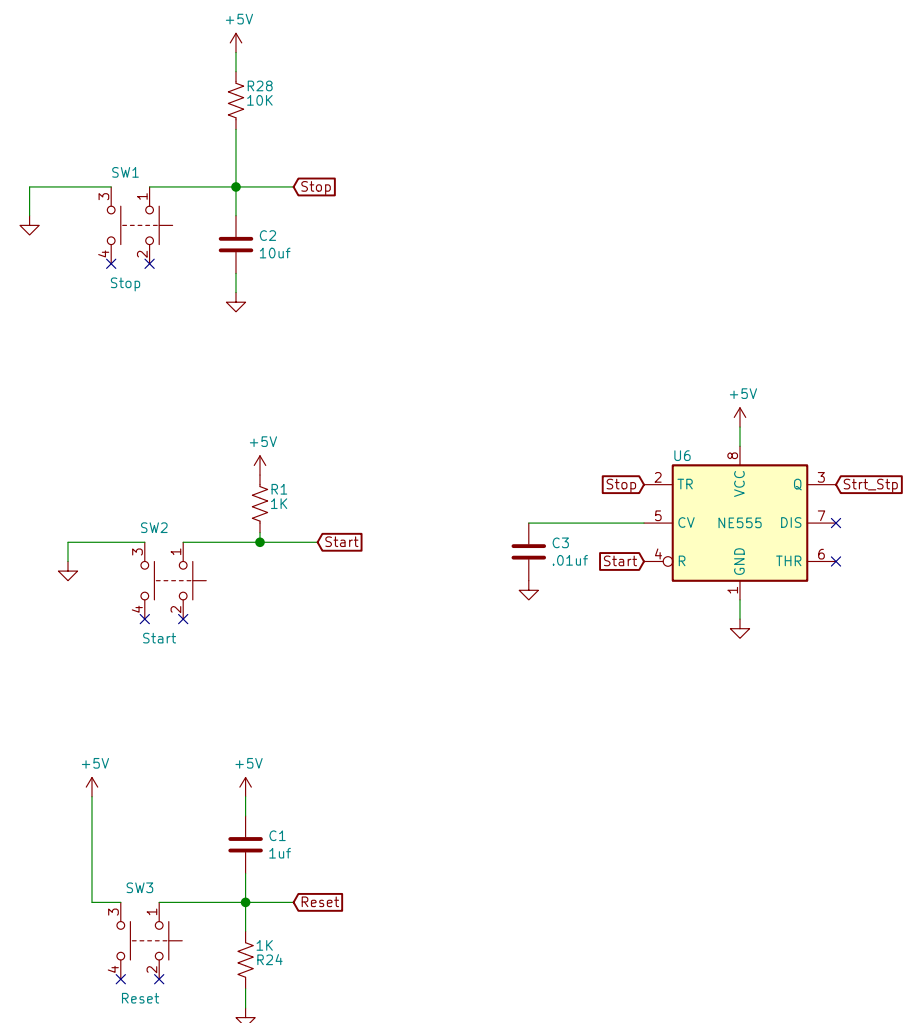 +5V
R28
10K
SW1
3
1
Stop
4
2
C2
10uf
Stop
+5V
R1
1K
SW2
3
1
Start
4
2
Start
+5V
U6
8
VCC
Stop
2
TR
Q
3
Strt_Stp
5
CV
NE555
DIS
7
C3
.01uf
Start
4
R
GND
THR
6
1
+5V
+5V
C1
1uf
SW3
3
1
Reset
4
2
1K
R24
Reset